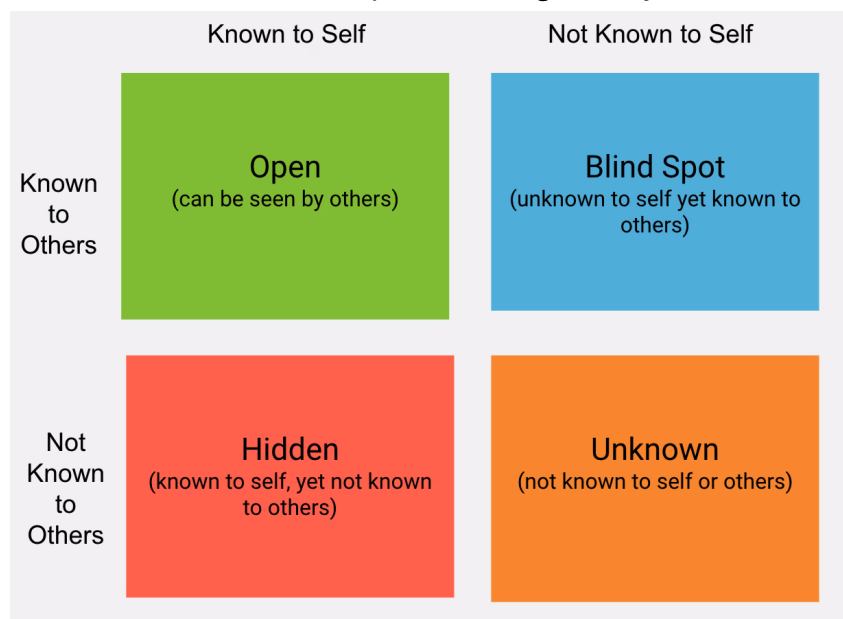 Known to Self
Not Known to Self
Known
to
Others
Open
(can be seen by others)
Blind Spot
(unknown to self yet known to
others)
Not
Known
to
Others
Hidden
(known to self, yet not known
to others)
Unknown
(not known to self or others)